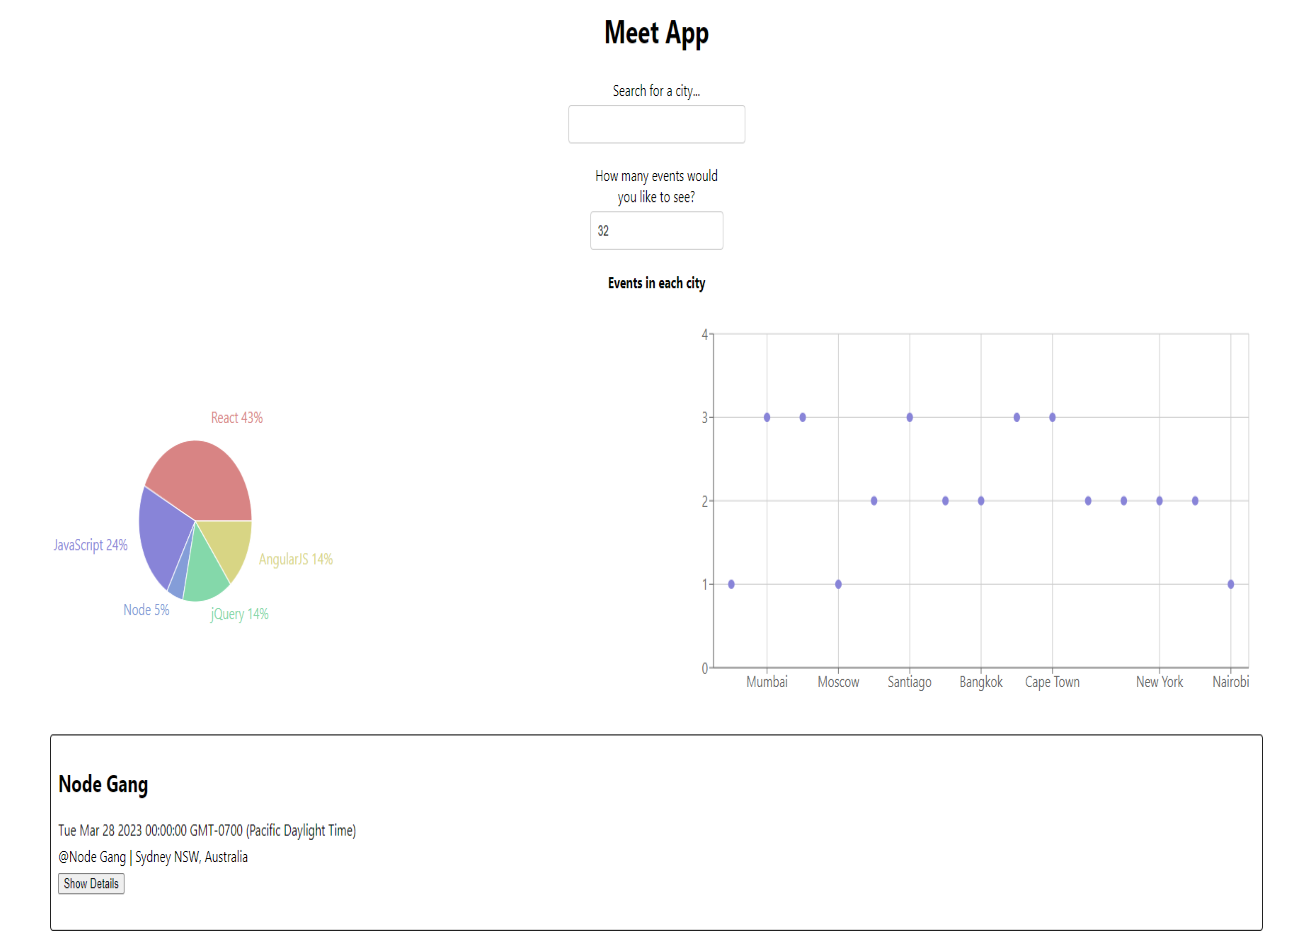 Meet App
Search for a city...
How many events would
you like to see?
32
Events in each city
React 43%
JavaScript 24%
AngularJS 14%
Node 5%
jQuery 14%
4
3
2
1
0
Mumbai
Moscow
Santiago
Bangkok
Cape Town
New York
Nairobi
Node Gang
Tue Mar 28 2023 00:00:00 GMT-0700 (Pacific Daylight Time)
@Node Gang | Sydney NSW, Australia
Show Details